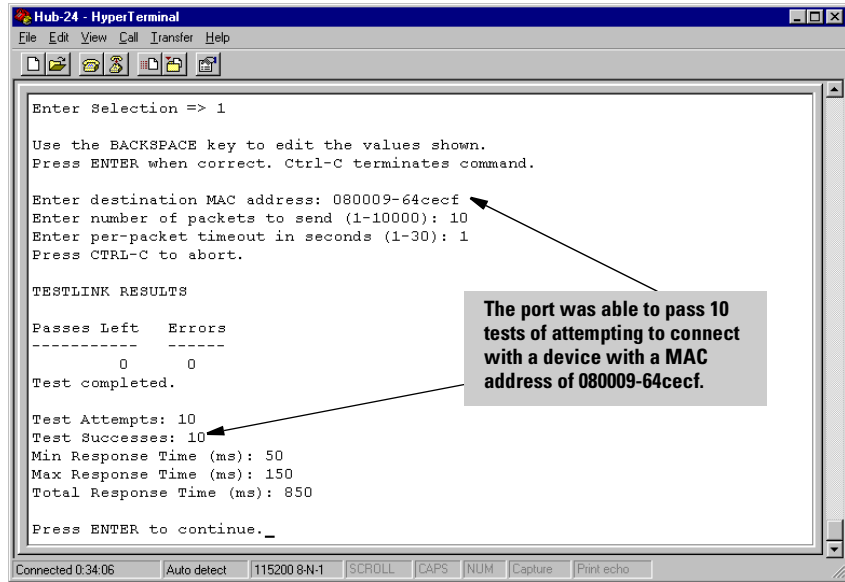 Hub-24 - HyperTerminal
File Edit View Call Transfer Help
Enter Selection => 1
Use the BACKSPACE key to edit the values shown.
Press ENTER when correct. Ctrl-C terminates command.
Enter destination MAC address: 080009-64cecf
Enter number of packets to send (1-10000): 10
Enter per-packet timeout in seconds (1-30): 1
Press CTRL-C to abort.
TESTLINK RESULTS
Passes Left Errors
----------- ------
0 0
Test completed.
Test Attempts: 10
Test Successes: 10
Min Response Time (ms): 50
Max Response Time (ms): 150
Total Response Time (ms): 850
Press ENTER to continue._
The port was able to pass 10
tests of attempting to connect
with a device with a MAC
address of 080009-64cecf.
Connected 0:34:06 Auto detect 115200 8-N-1 SCROLL CAPS NUM Capture Print echo